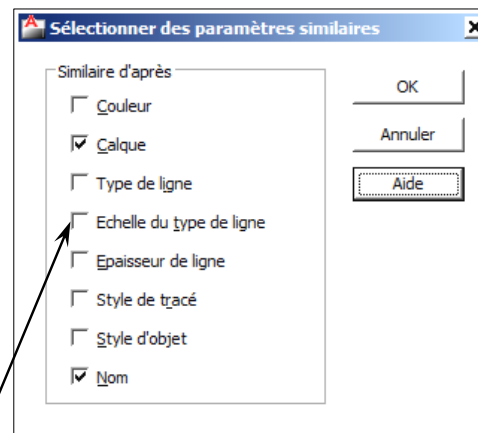 Sélectionner des paramètres similaires
Similaire d'après
Couleur
Calque
Type de ligne
Echelle du type de ligne
Epaisseur de ligne
Style de tracé
Style d'objet
Nom
OK
Annuler
Aide